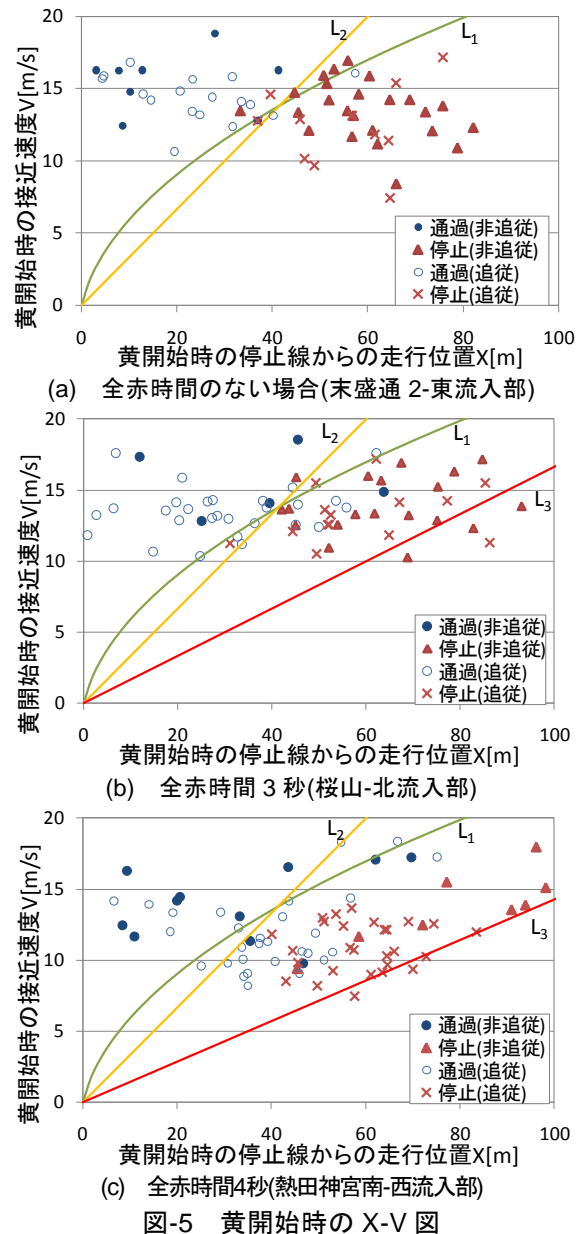 黄開始時の接近速度V[m/s]
20
15
10
5
0
L2
L1
通過(非追従)
停止(非追従)
通過(追従)
停止(追従)
0 20 40 60 80 100
黄開始時の停止線からの走行位置X[m]
(a) 全赤時間のない場合(末盛通 2-東流入部)
黄開始時の接近速度V[m/s]
20
15
10
5
0
L2
L1
L3
通過(非追従)
停止(非追従)
通過(追従)
停止(追従)
0 20 40 60 80 100
黄開始時の停止線からの走行位置X[m]
(b) 全赤時間 3 秒(桜山-北流入部)
黄開始時の接近速度V[m/s]
20
15
10
5
0
L2
L1
L3
通過(非追従)
停止(非追従)
通過(追従)
停止(追従)
0 20 40 60 80 100
黄開始時の停止線からの走行位置X[m]
(c) 全赤時間4秒(熱田神宮南-西流入部)
図-5 黄開始時の X-V 図